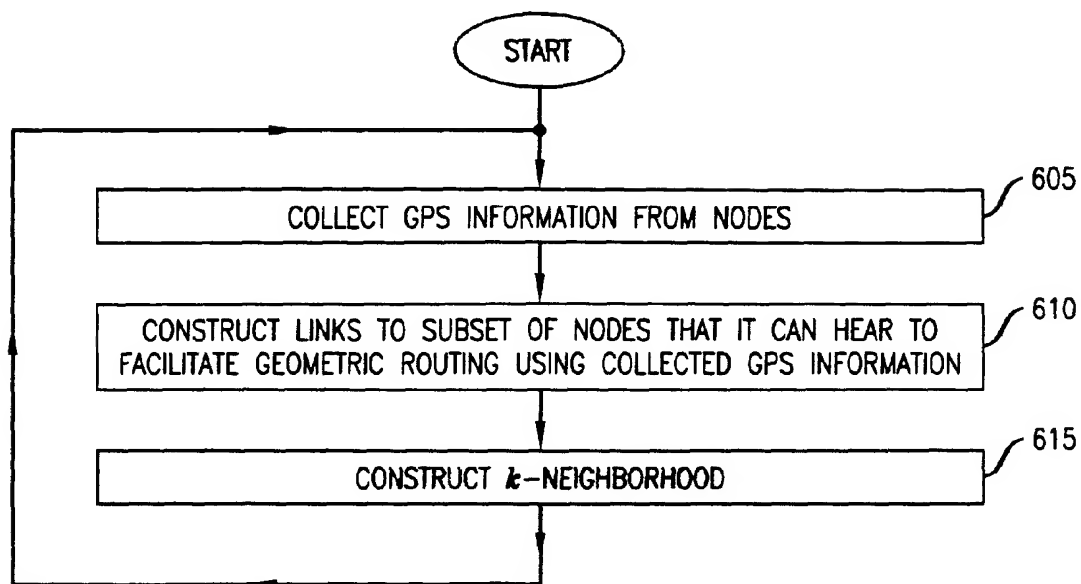 START
COLLECT GPS INFORMATION FROM NODES
605
CONSTRUCT LINKS TO SUBSET OF NODES THAT IT CAN HEAR TO
FACILITATE GEOMETRIC ROUTING USING COLLECTED GPS INFORMATION
610
CONSTRUCT k-NEIGHBORHOOD
615